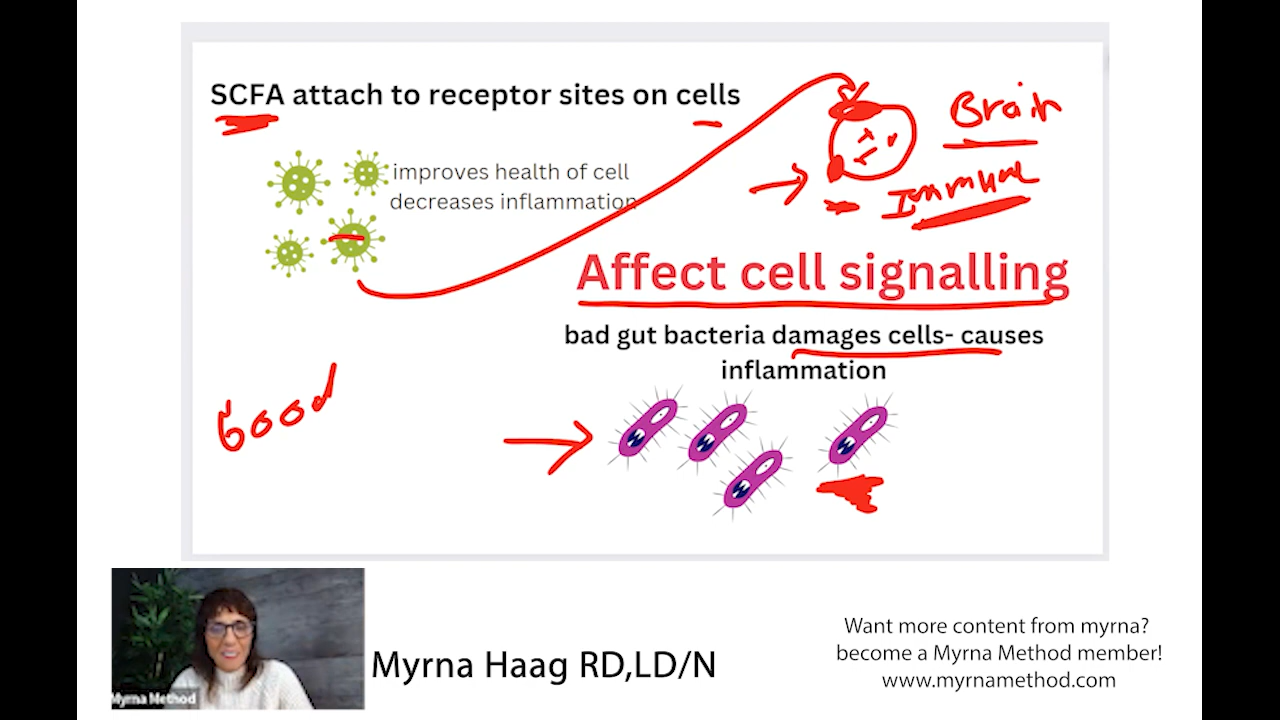 SCFA attach to receptor sites on cells
Brain
improves health of cell
decreases inflammation
Immune
Affect cell signalling
bad gut bacteria damages cells- causes
inflammation
Good
Want more content from myrna?
become a Myrna Method member!
www.myrnamethod.com
Myrna Haag RD,LD/N
Myrna Method